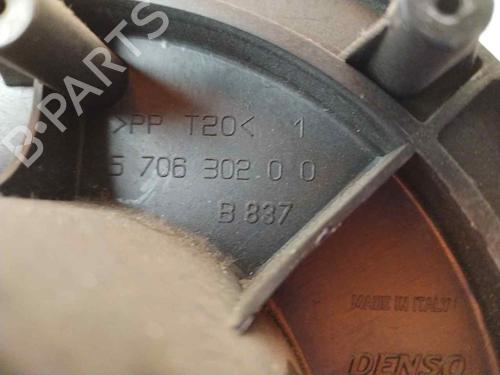 B-PARTS
>PP T20< 1
5 706 302 0 0
B 837
MADE IN ITALY
DENSO